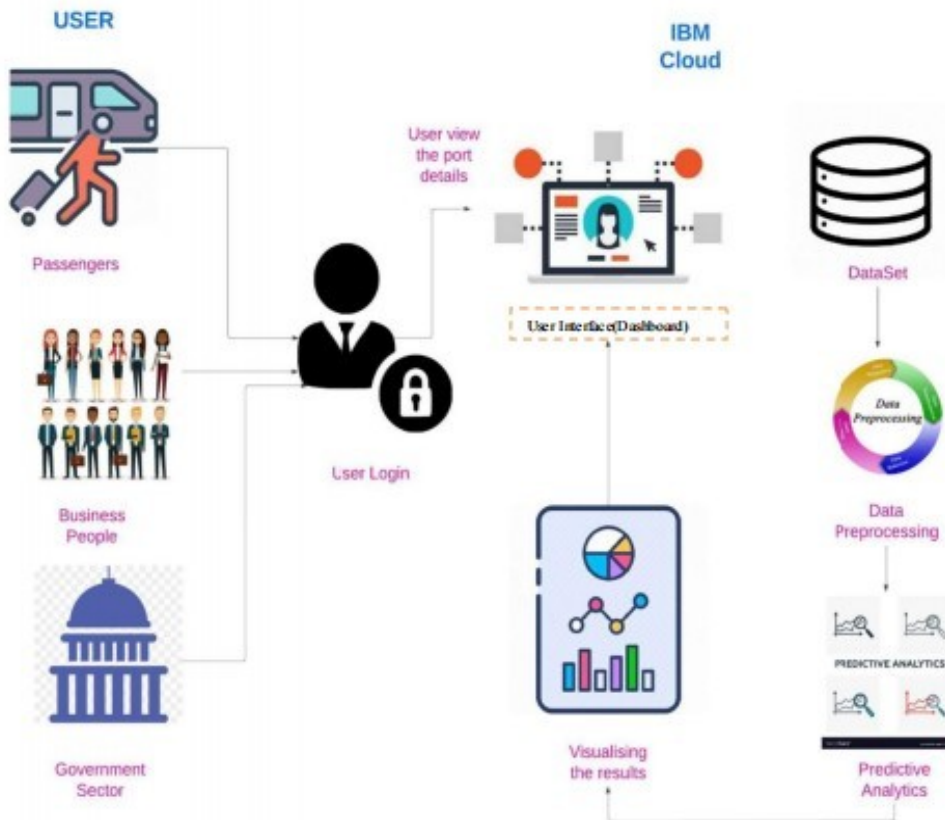 USER
IBM
Cloud
User view
the port
details
Passengers
DataSet
User Interface(Dashboard)
Data
Preprocessing
User Login
Business
People
Data
Preprocessing
PREDICTIVE ANALYTICS
Visualising
the results
Government
Sector
Predictive
Analytics